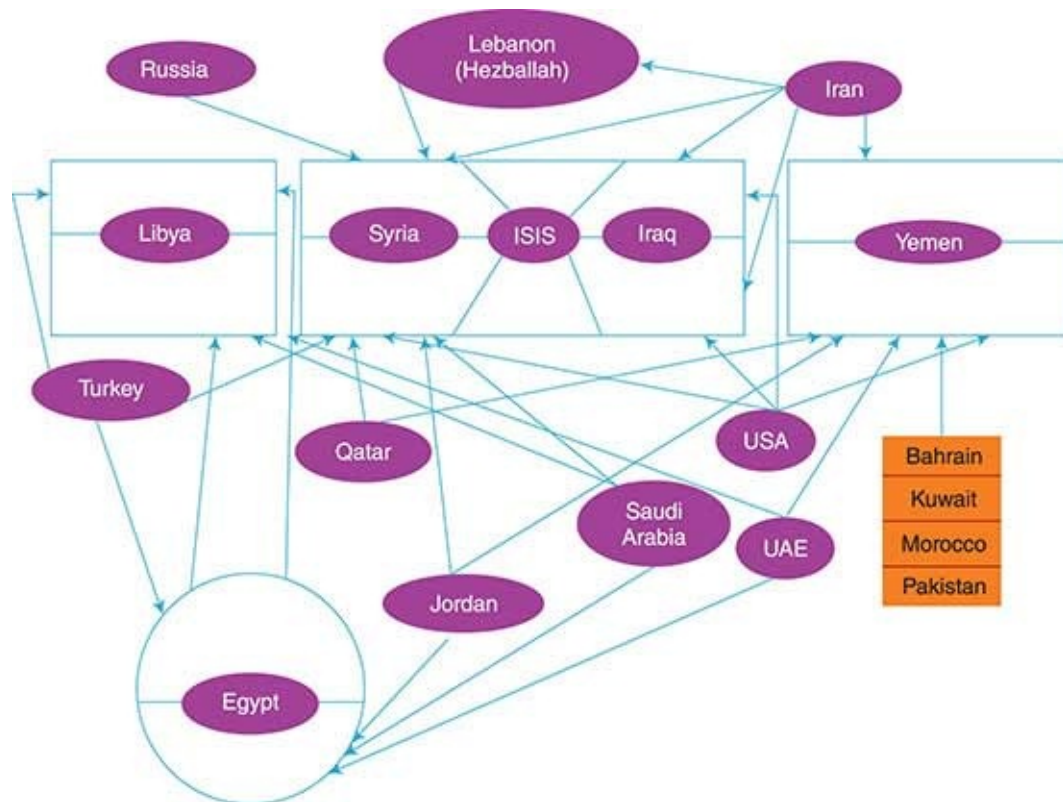 Lebanon
(Hezballah)
Russia
Iran
Libya
Syria
ISIS
Iraq
Yemen
Turkey
Qatar
USA
Bahrain
Kuwait
Morocco
Pakistan
Saudi
Arabia
UAE
Jordan
Egypt